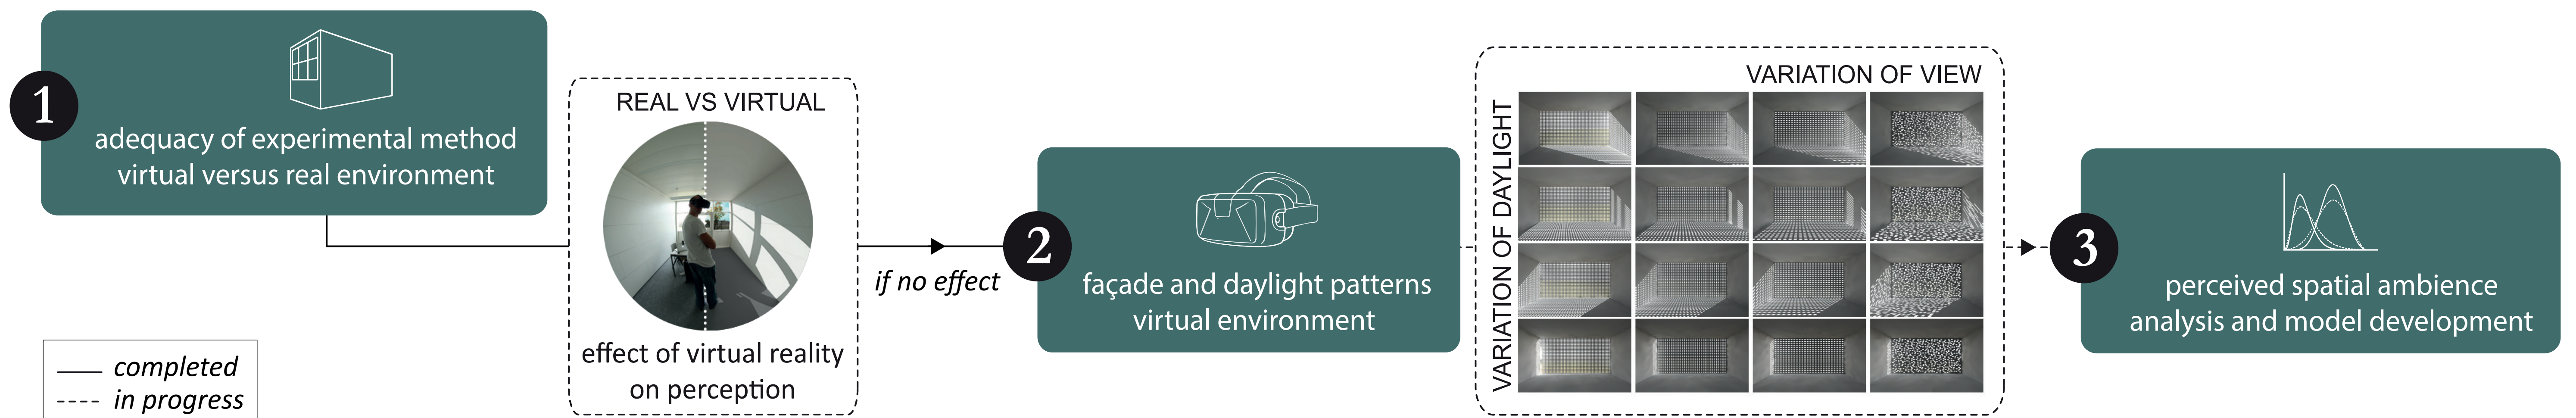 1
adequacy of experimental method
virtual versus real environment
REAL VS VIRTUAL
effect of virtual reality
on perception
if no effect
2
façade and daylight patterns
virtual environment
VARIATION OF VIEW
VARIATION OF DAYLIGHT
3
perceived spatial ambience
analysis and model development
completed
in progress